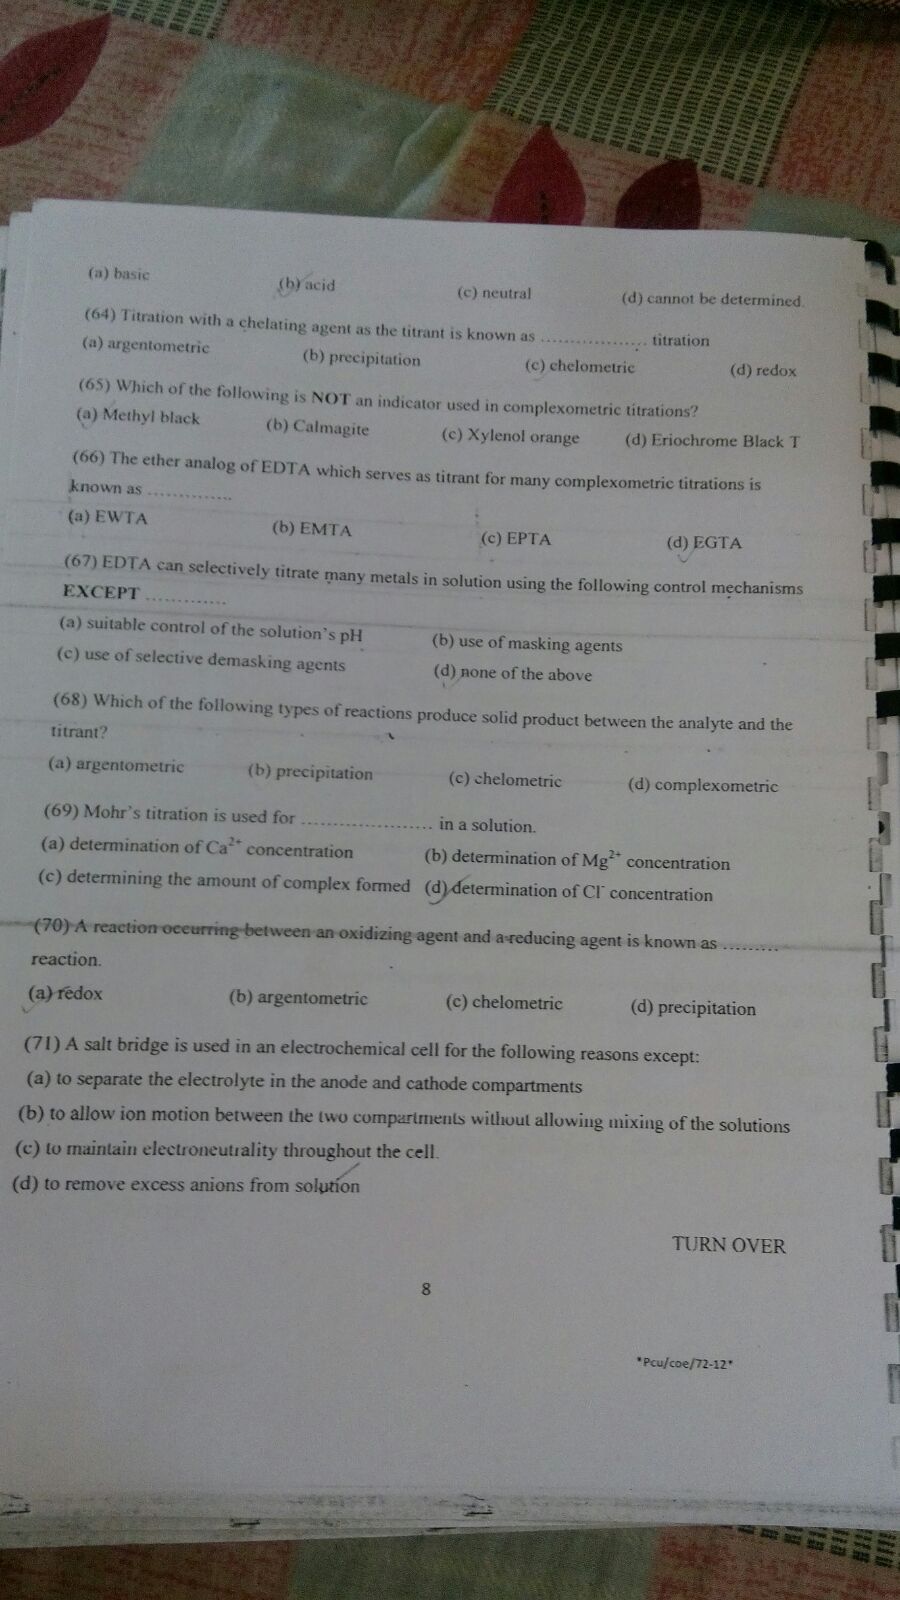 (a) basic (b) acid (c) neutral (d) cannot be determined.
(64) Titration with a chelating agent as the titrant is known as .................. titration
(a) argentometric (b) precipitation (c) chelometric (d) redox
(65) Which of the following is NOT an indicator used in complexometric titrations?
(a) Methyl black (b) Calmagite (c) Xylenol orange (d) Eriochrome Black T
(66) The ether analog of EDTA which serves as titrant for many complexometric titrations is
known as ..............
(a) EWTA (b) EMTA (c) EPTA (d) EGTA
(67) EDTA can selectively titrate many metals in solution using the following control mechanisms
EXCEPT .............
(a) suitable control of the solution's pH (b) use of masking agents
(c) use of selective demasking agents (d) none of the above
(68) Which of the following types of reactions produce solid product between the analyte and the
titrant?
(a) argentometric (b) precipitation (c) chelometric (d) complexometric
(69) Mohr's titration is used for ...................... in a solution.
(a) determination of Ca²⁺ concentration (b) determination of Mg²⁺ concentration
(c) determining the amount of complex formed (d) determination of Cl⁻ concentration
(70) A reaction occurring between an oxidizing agent and a reducing agent is known as .........
reaction.
(a) redox (b) argentometric (c) chelometric (d) precipitation
(71) A salt bridge is used in an electrochemical cell for the following reasons except:
(a) to separate the electrolyte in the anode and cathode compartments
(b) to allow ion motion between the two compartments without allowing mixing of the solutions
(c) to maintain electroneutrality throughout the cell.
(d) to remove excess anions from solution
TURN OVER
8
*Pcu/coe/72-12*